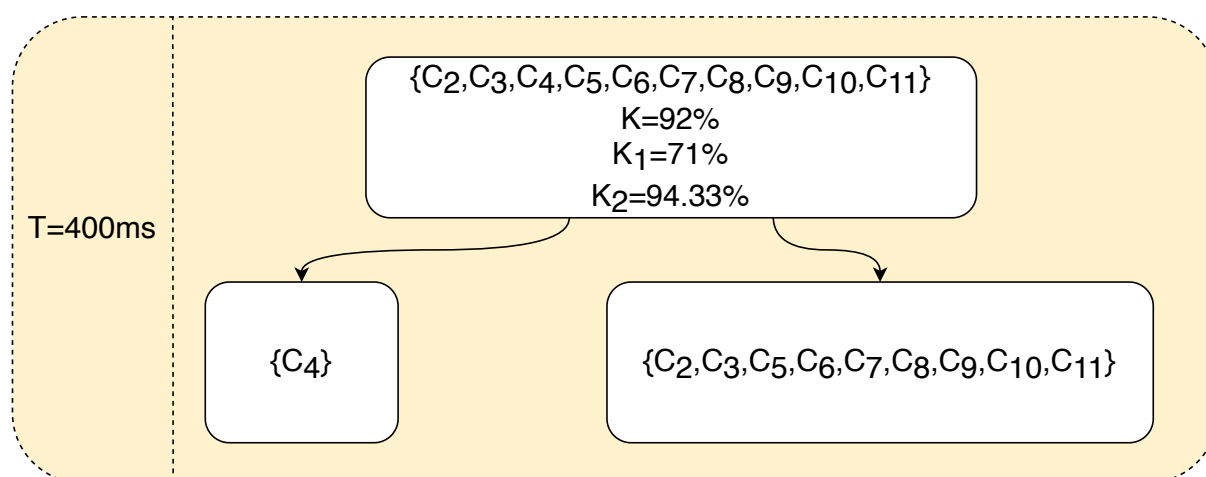 {C2,C3,C4,C5,C6,C7,C8,C9,C10,C11}
K=92%
K1=71%
K2=94.33%
T=400ms
{C4}
{C2,C3,C5,C6,C7,C8,C9,C10,C11}